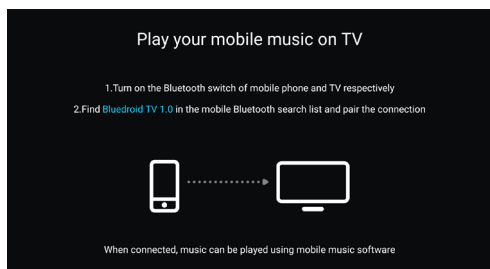 Play your mobile music on TV
1.Turn on the Bluetooth switch of mobile phone and TV respectively
2.Find Bluedroid TV 1.0 in the mobile Bluetooth search list and pair the connection
When connected, music can be played using mobile music software